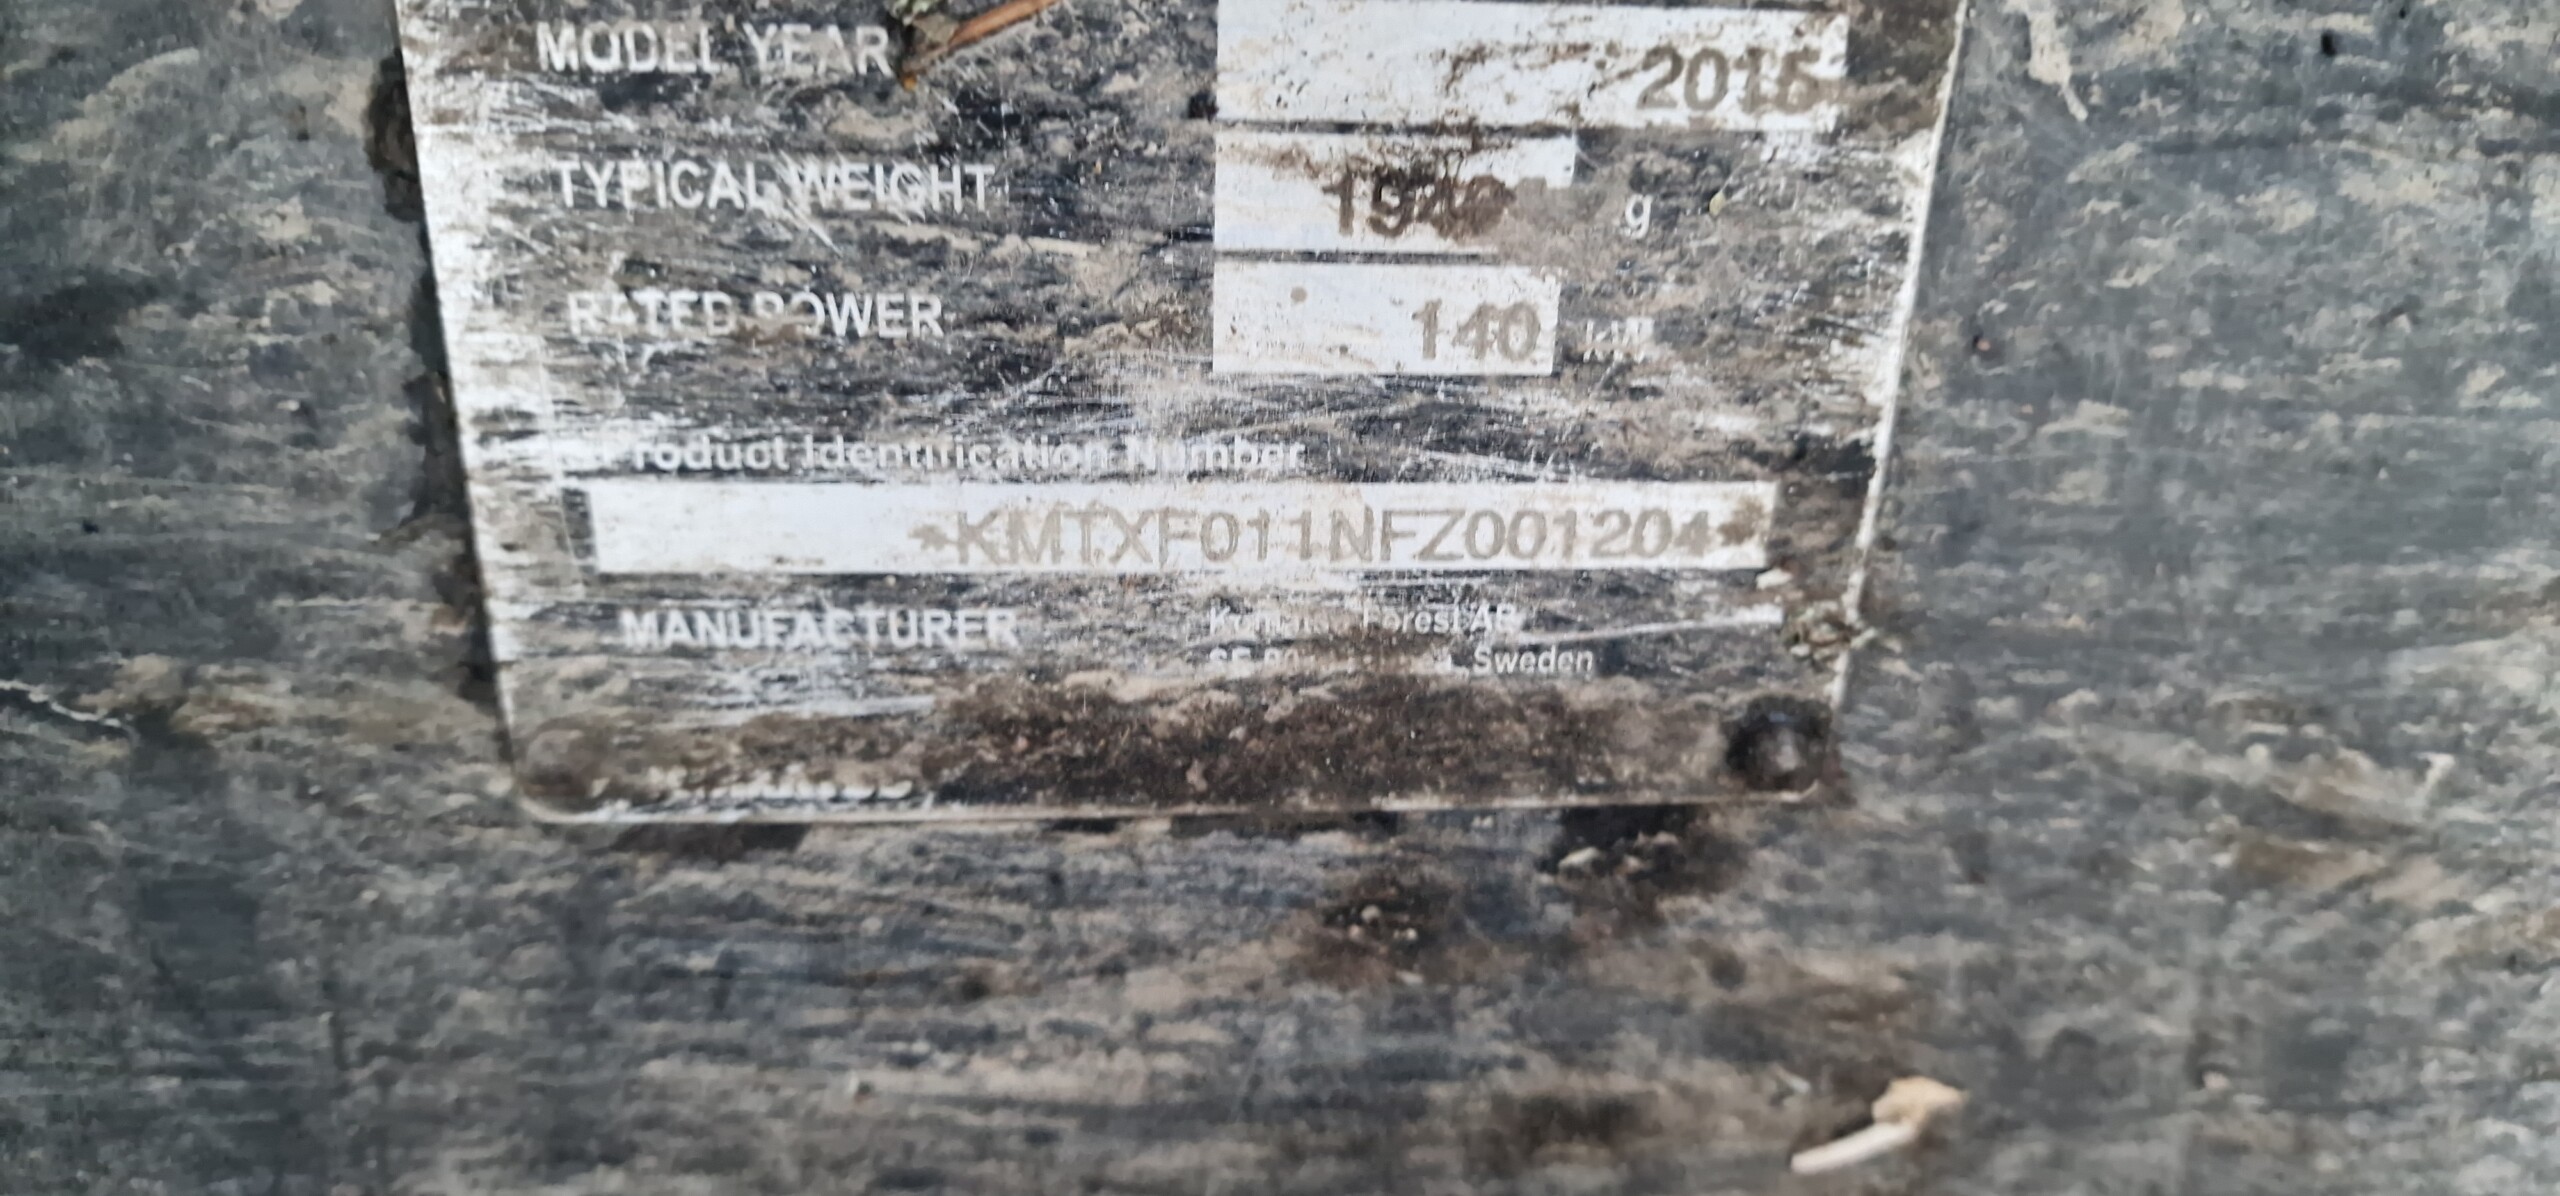 MODEL YEAR 2015
TYPICAL WEIGHT
RATED POWER 140 kW
Product Identification Number
*KMTXF011NFZ001204*
MANUFACTURER Forest AB
Sweden